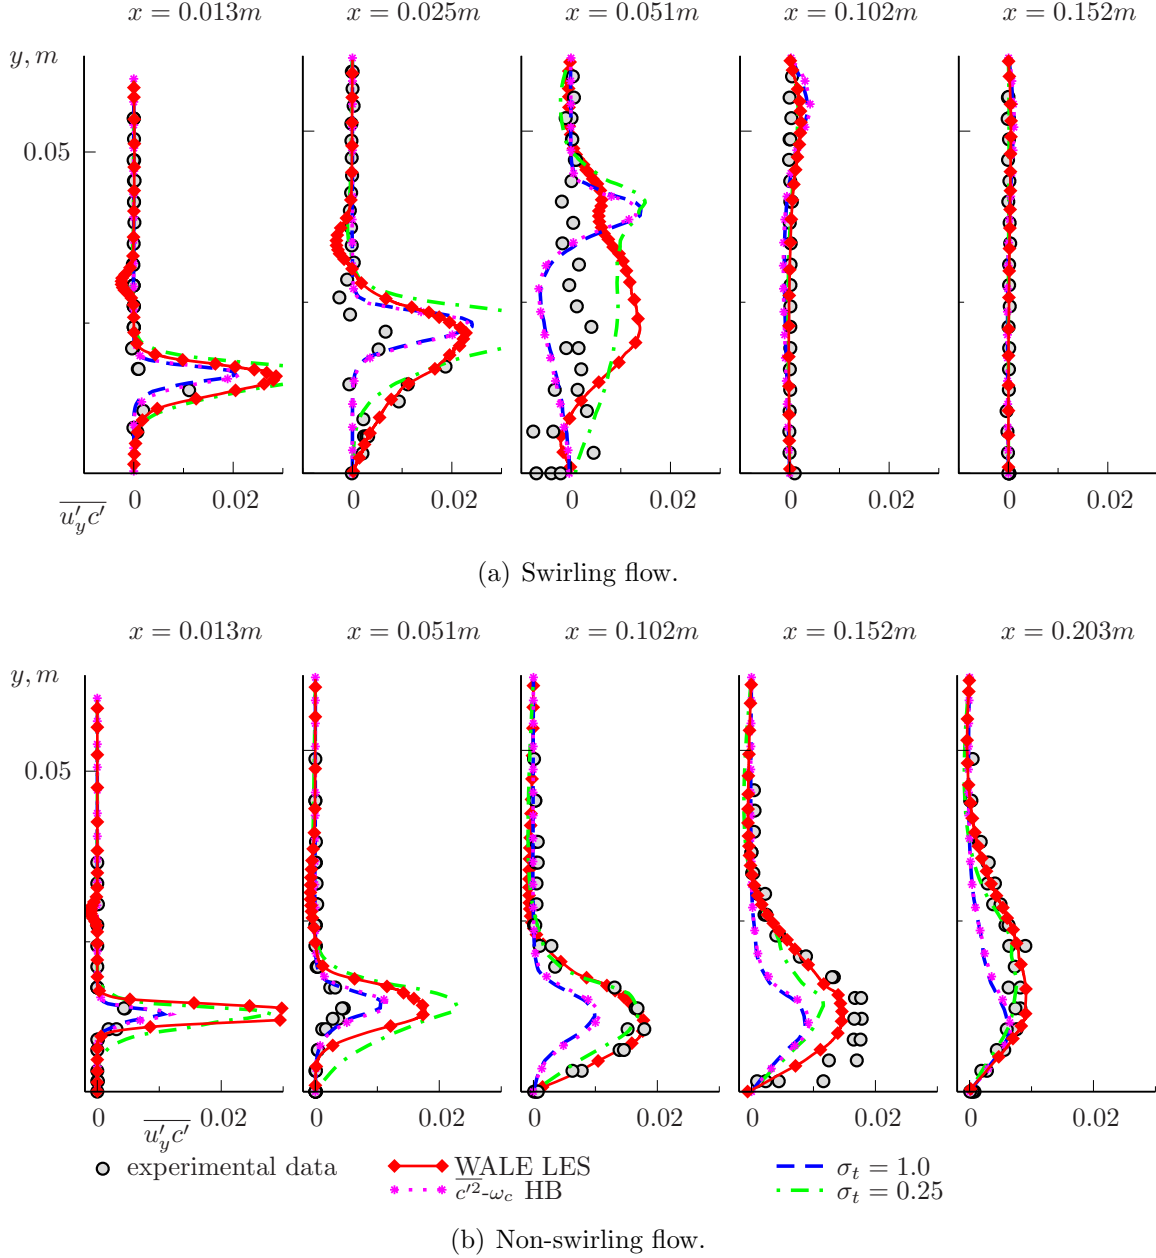 x = 0.013m x = 0.025m x = 0.051m x = 0.102m x = 0.152m
y, m
0.05
0 0.02 0 0.02 0 0.02 0 0.02 0 0.02
u′_y c′
(a) Swirling flow.
x = 0.013m x = 0.051m x = 0.102m x = 0.152m x = 0.203m
y, m
0.05
0 0.02 0 0.02 0 0.02 0 0.02 0 0.02
u′_y c′
experimental data WALE LES σ_t = 1.0
c′²-ω_c HB σ_t = 0.25
(b) Non-swirling flow.